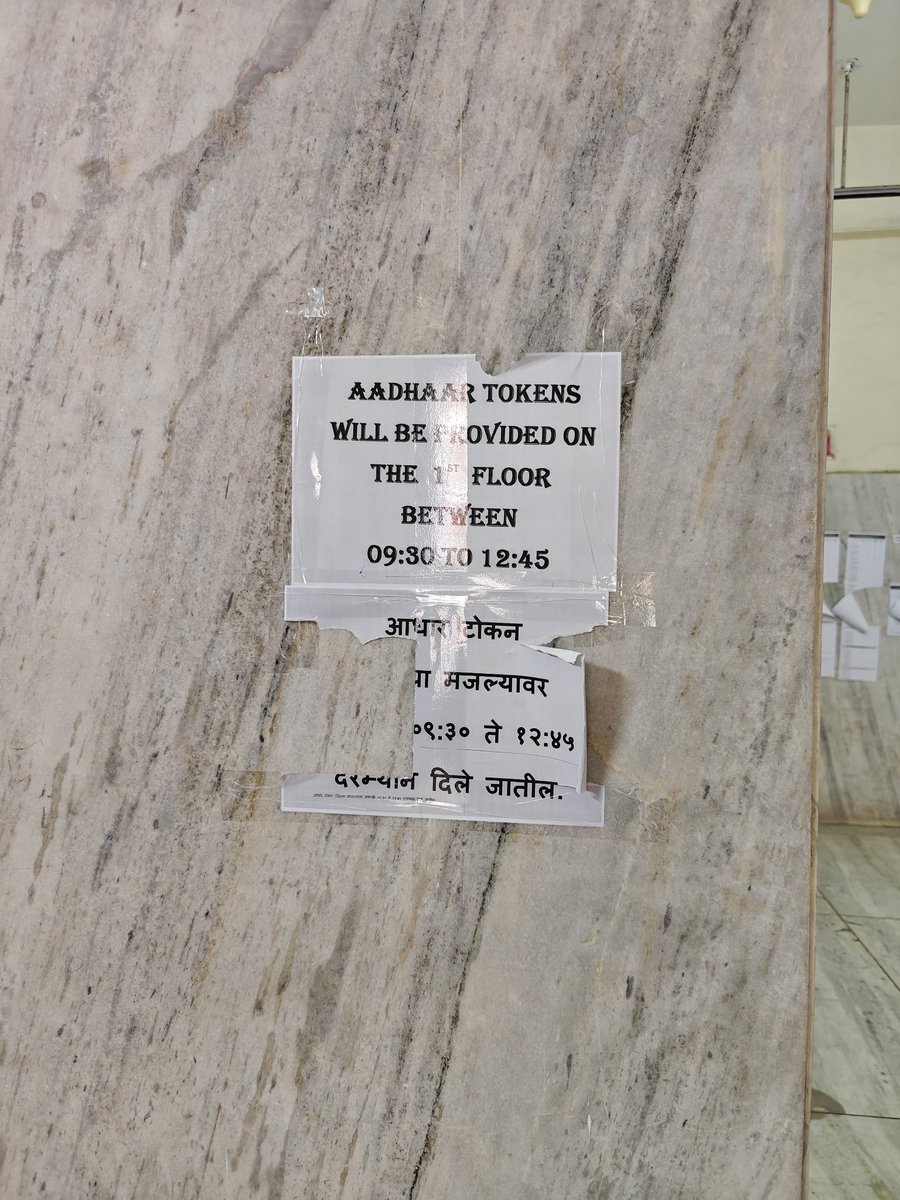 AADHAAR TOKENS
WILL BE PROVIDED ON
THE 1ST FLOOR
BETWEEN
09:30 TO 12:45
आधार टोकन
मजल्यावर
०९:३० ते १२:४५
दरम्यान दिले जातील.